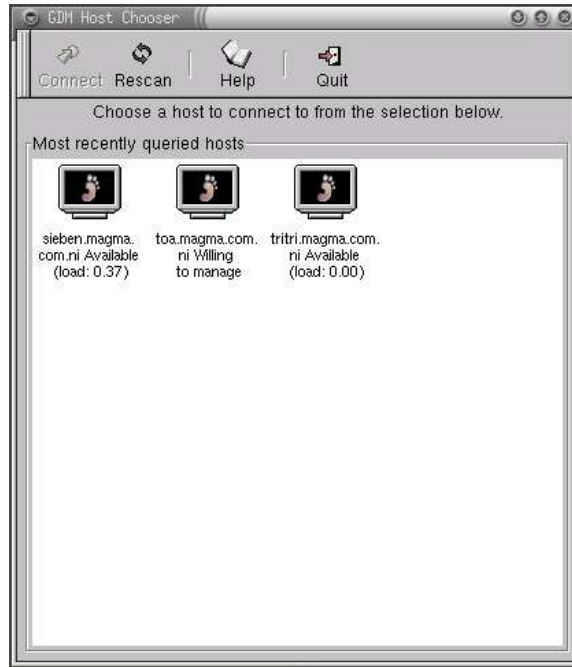 GDM Host Chooser
Connect Rescan Help Quit
Choose a host to connect to from the selection below.
Most recently queried hosts
sieben.magma.
com.ni Available
(load: 0.37)
toa.magma.com.
ni Willing
to manage
tritri.magma.com.
ni Available
(load: 0.00)